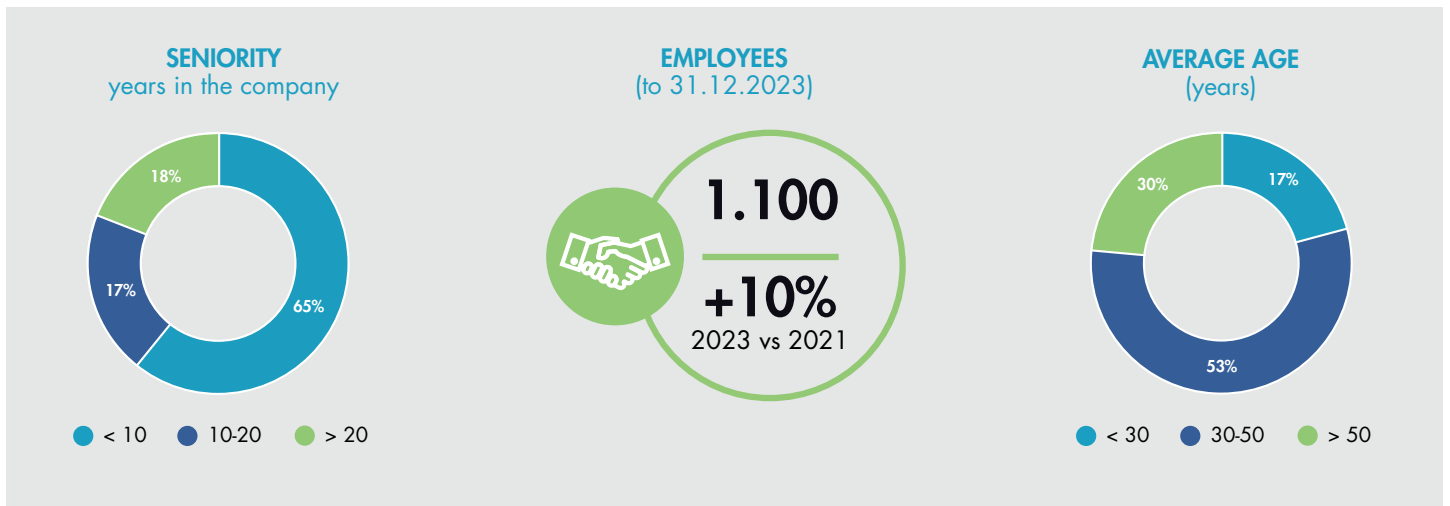 SENIORITY
years in the company
18%
17%
65%
< 10
10-20
> 20
EMPLOYEES
(to 31.12.2023)
1.100
+10%
2023 vs 2021
AVERAGE AGE
(years)
30%
17%
53%
< 30
30-50
> 50